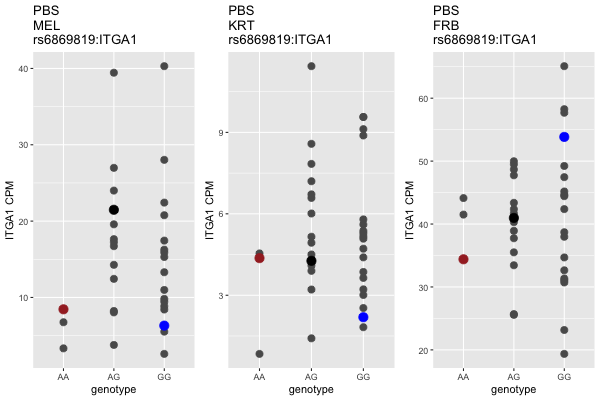 PBS
MEL
rs6869819:ITGA1
ITGA1 CPM
40
30
20
10
AA
AG
GG
genotype
PBS
KRT
rs6869819:ITGA1
ITGA1 CPM
9
6
3
AA
AG
GG
genotype
PBS
FRB
rs6869819:ITGA1
ITGA1 CPM
60
50
40
30
20
AA
AG
GG
genotype